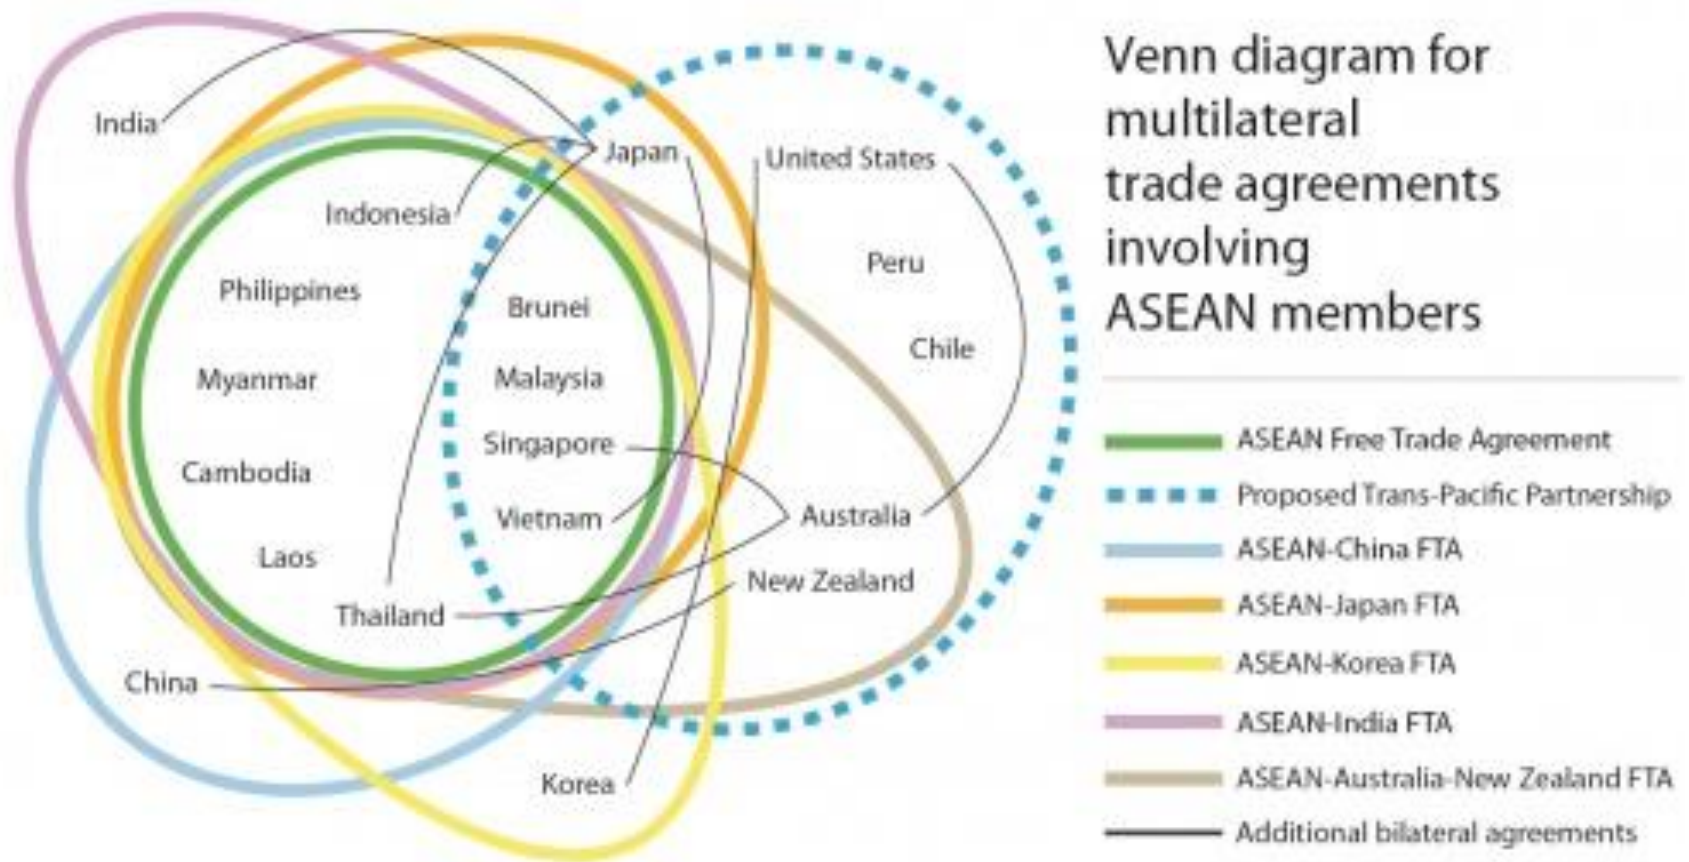 Venn diagram for
multilateral
trade agreements
involving
ASEAN members
India
Japan
United States
Indonesia
Peru
Philippines
Brunei
Chile
Myanmar
Malaysia
Singapore
Cambodia
Vietnam
Australia
Laos
New Zealand
Thailand
China
Korea
ASEAN Free Trade Agreement
Proposed Trans-Pacific Partnership
ASEAN-China FTA
ASEAN-Japan FTA
ASEAN-Korea FTA
ASEAN-India FTA
ASEAN-Australia-New Zealand FTA
Additional bilateral agreements